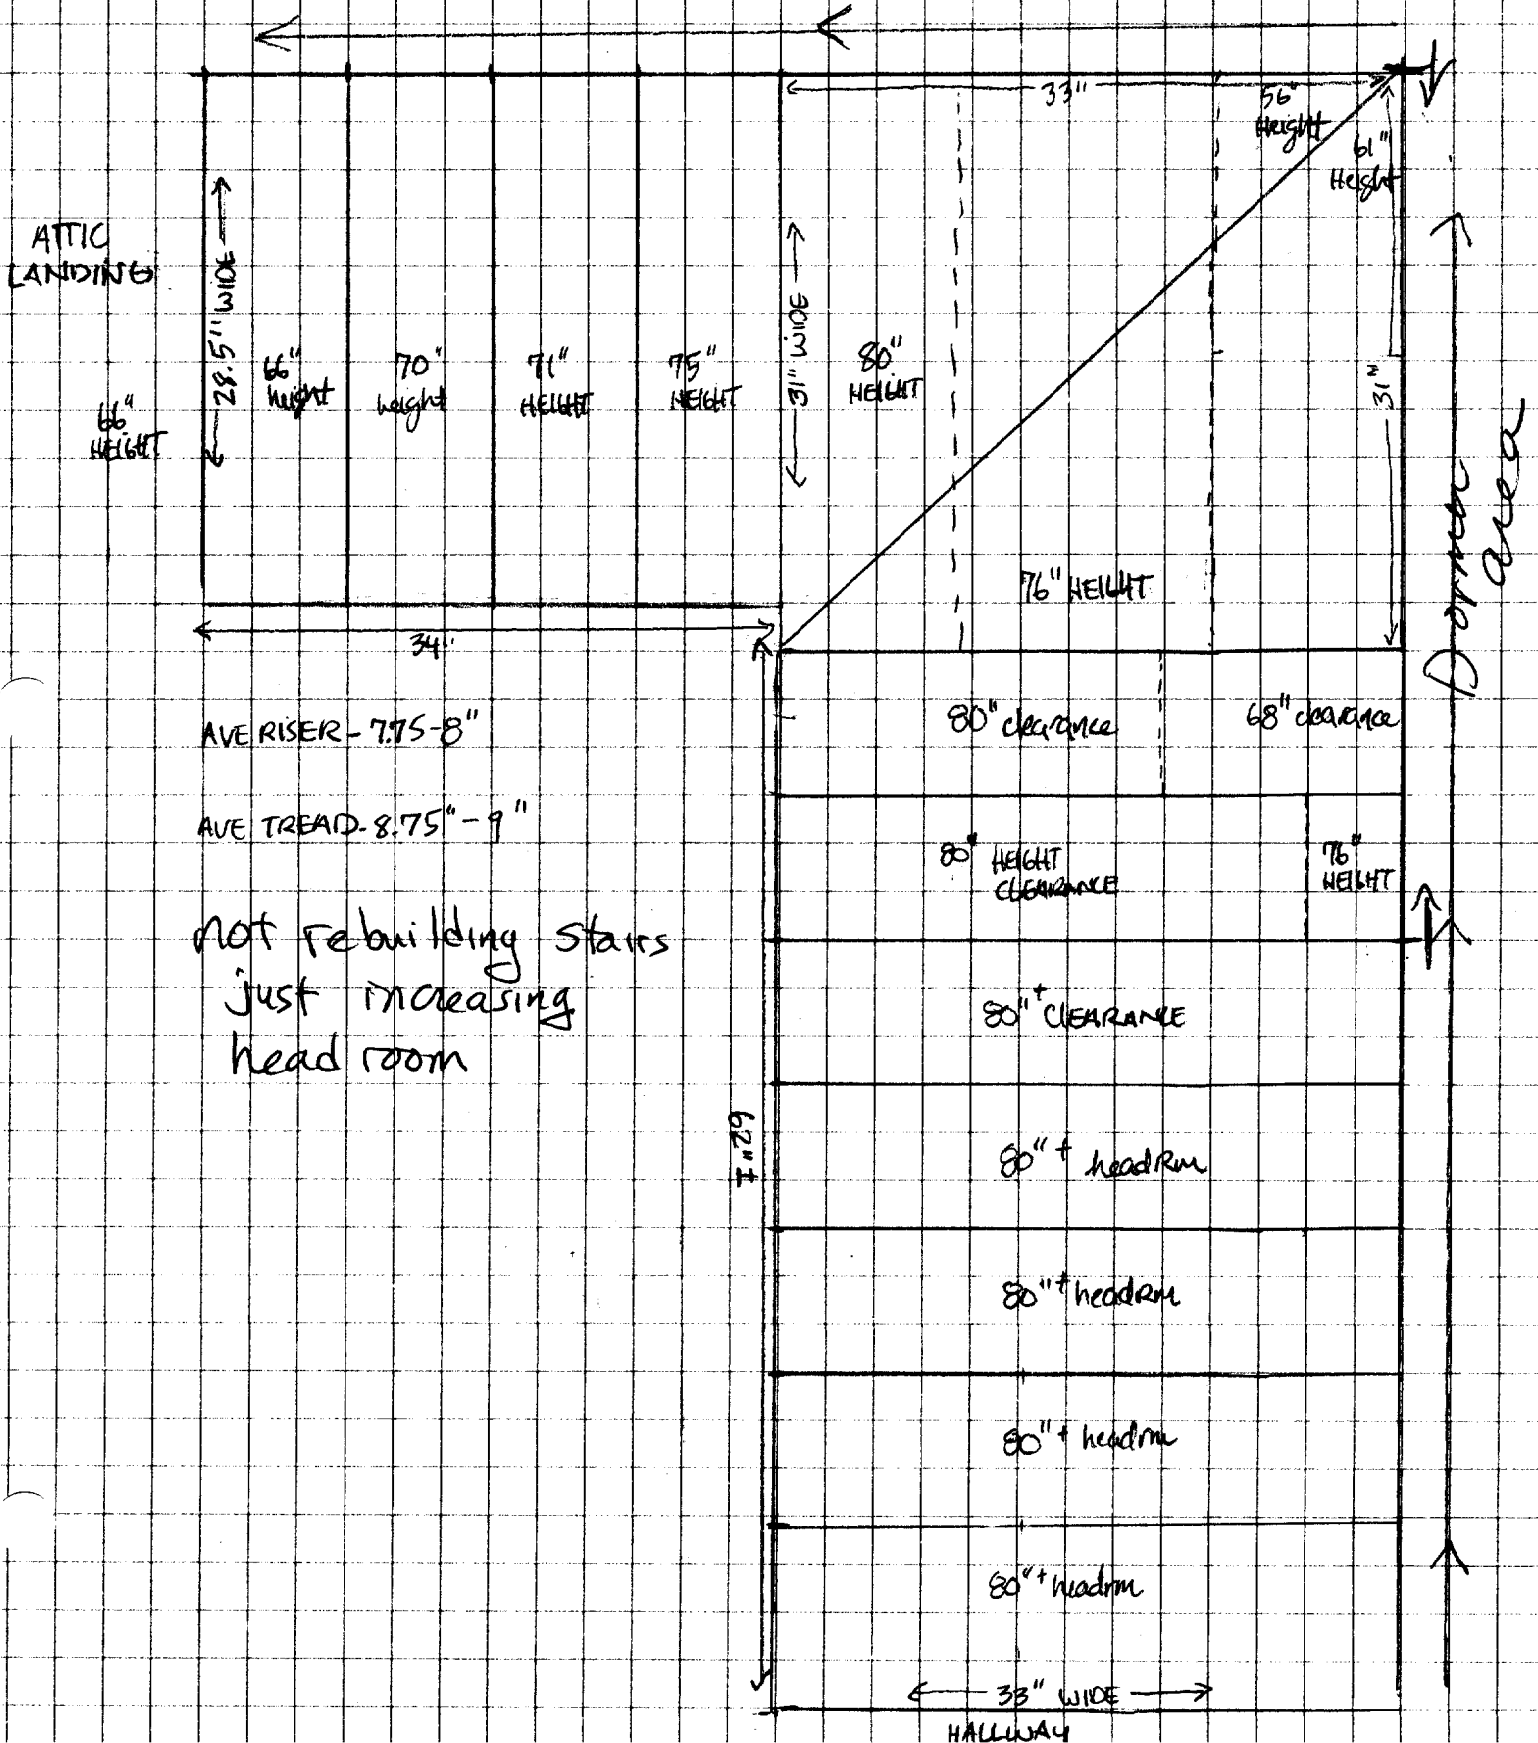 33"
56"
Height
61"
Height
ATTIC
LANDING
28.5" WIDE
66"
height
70"
height
71"
HEIGHT
75"
HEIGHT
31" WIDE
80"
HEIGHT
31"
66"
HEIGHT
76" HEIGHT
Dormer
area
34"
AVE RISER - 7.75-8"
80" clearance
68" clearance
AVE TREAD - 8.75" - 9"
80" HEIGHT
CLEARANCE
76"
HEIGHT
not rebuilding stairs
just increasing
head room
80"+ CLEARANCE
80"+ headRm
80"+ headRm
80"+ headrm
80"+ headrm
33" WIDE
HALLWAY